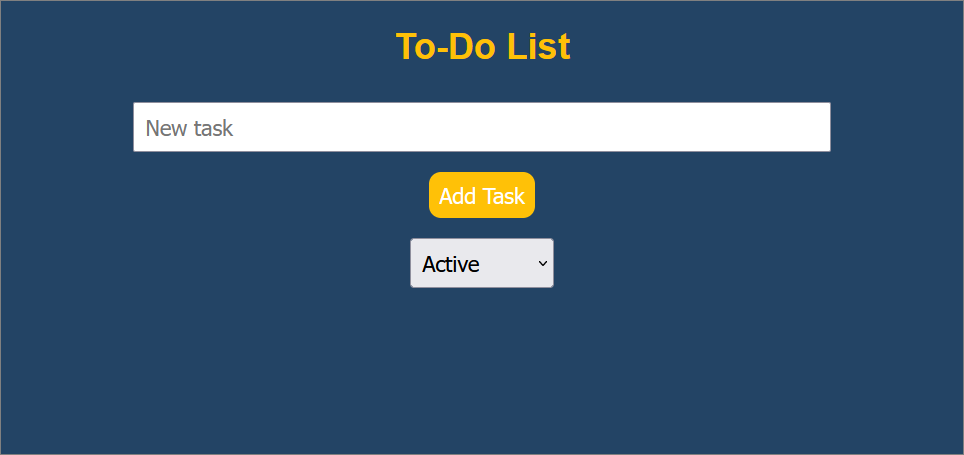 To-Do List
New task
Add Task
Active